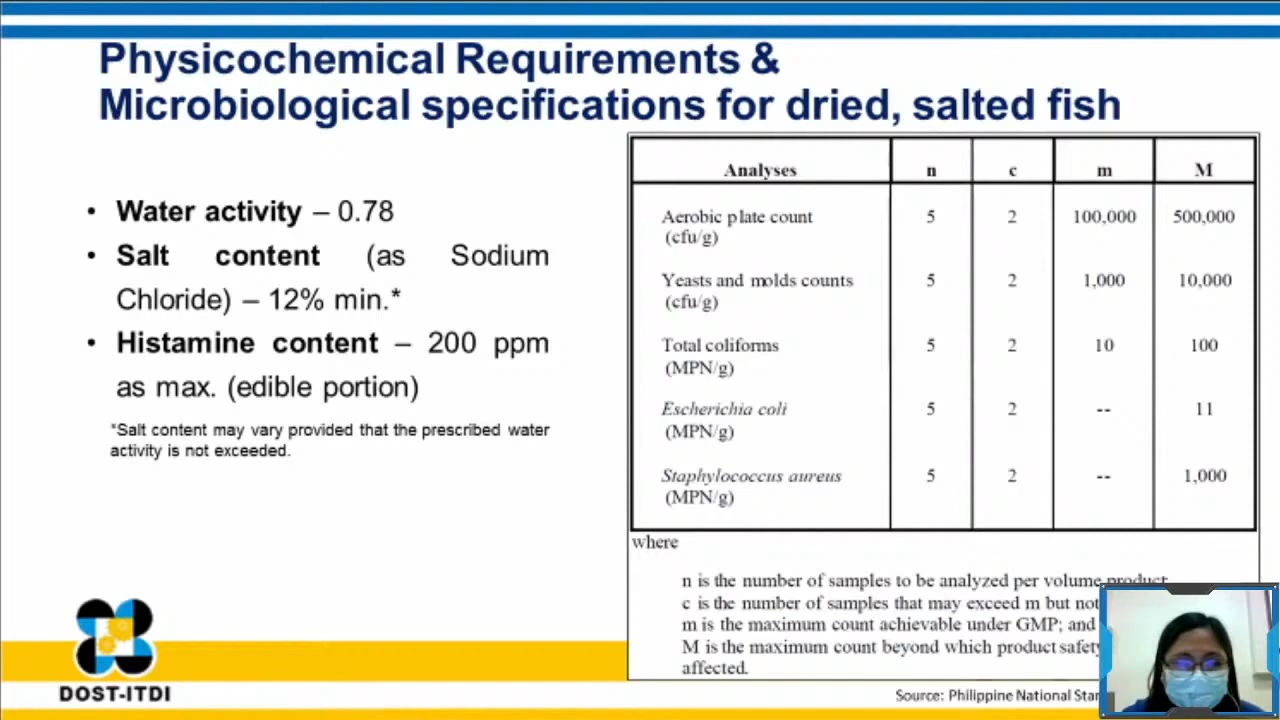 Physicochemical Requirements &
Microbiological specifications for dried, salted fish
• Water activity – 0.78
• Salt content (as Sodium
Chloride) – 12% min.*
• Histamine content – 200 ppm
as max. (edible portion)
*Salt content may vary provided that the prescribed water
activity is not exceeded.
Analyses n c m M
Aerobic plate count 5 2 100,000 500,000
(cfu/g)
Yeasts and molds counts 5 2 1,000 10,000
(cfu/g)
Total coliforms 5 2 10 100
(MPN/g)
Escherichia coli 5 2 -- 11
(MPN/g)
Staphylococcus aureus 5 2 -- 1,000
(MPN/g)
where
n is the number of samples to be analyzed per volume product
c is the number of samples that may exceed m but not
m is the maximum count achievable under GMP; and
M is the maximum count beyond which product safety
affected.
DOST-ITDI
Source: Philippine National